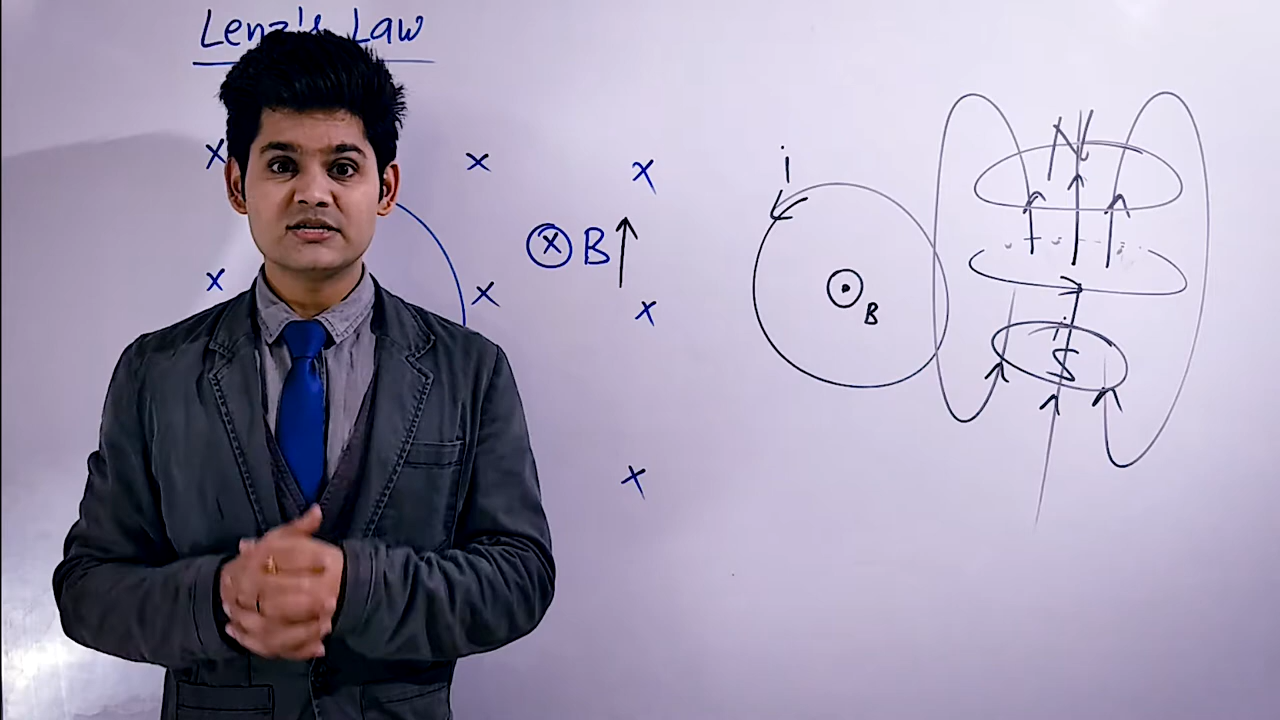 Lenz's Law
x x x
i
N
⊗ B ↑
x x x
⊙ B
i
S
x